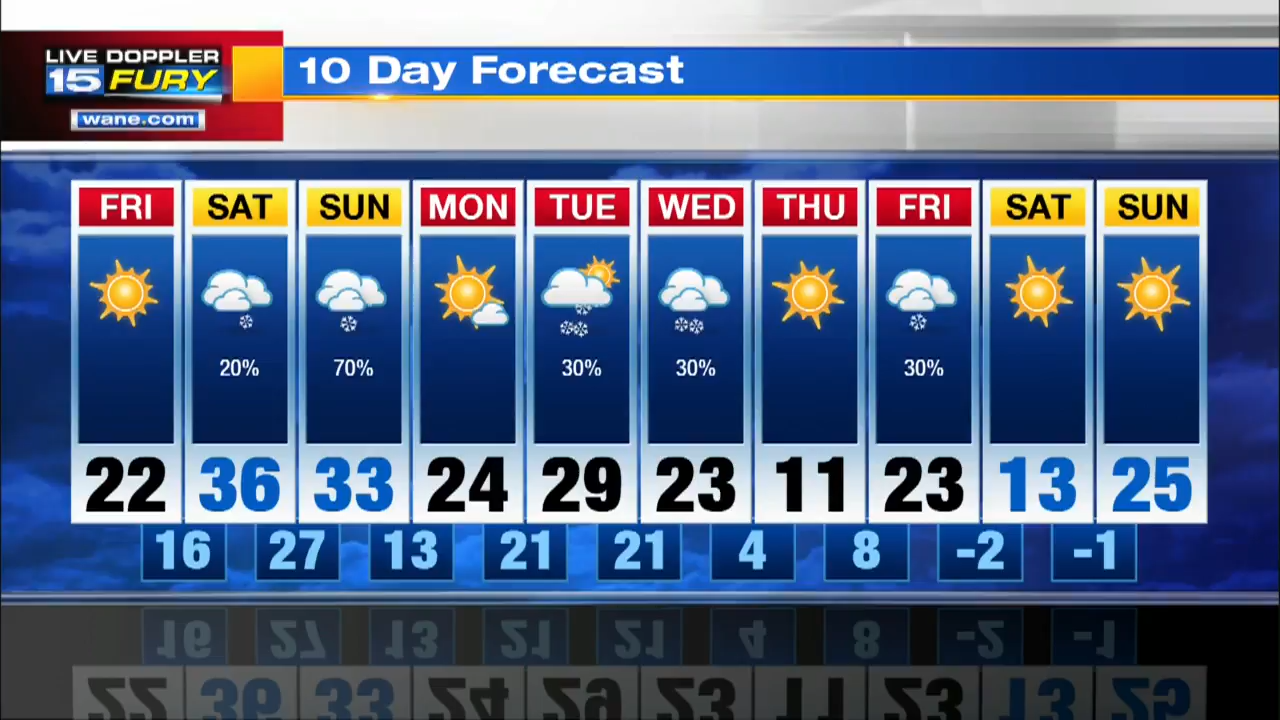 LIVE DOPPLER
15 FURY
wane.com
10 Day Forecast
FRI SAT SUN MON TUE WED THU FRI SAT SUN
20% 70% 30% 30% 30%
22 36 33 24 29 23 11 23 13 25
16 27 13 21 21 4 8 -2 -1